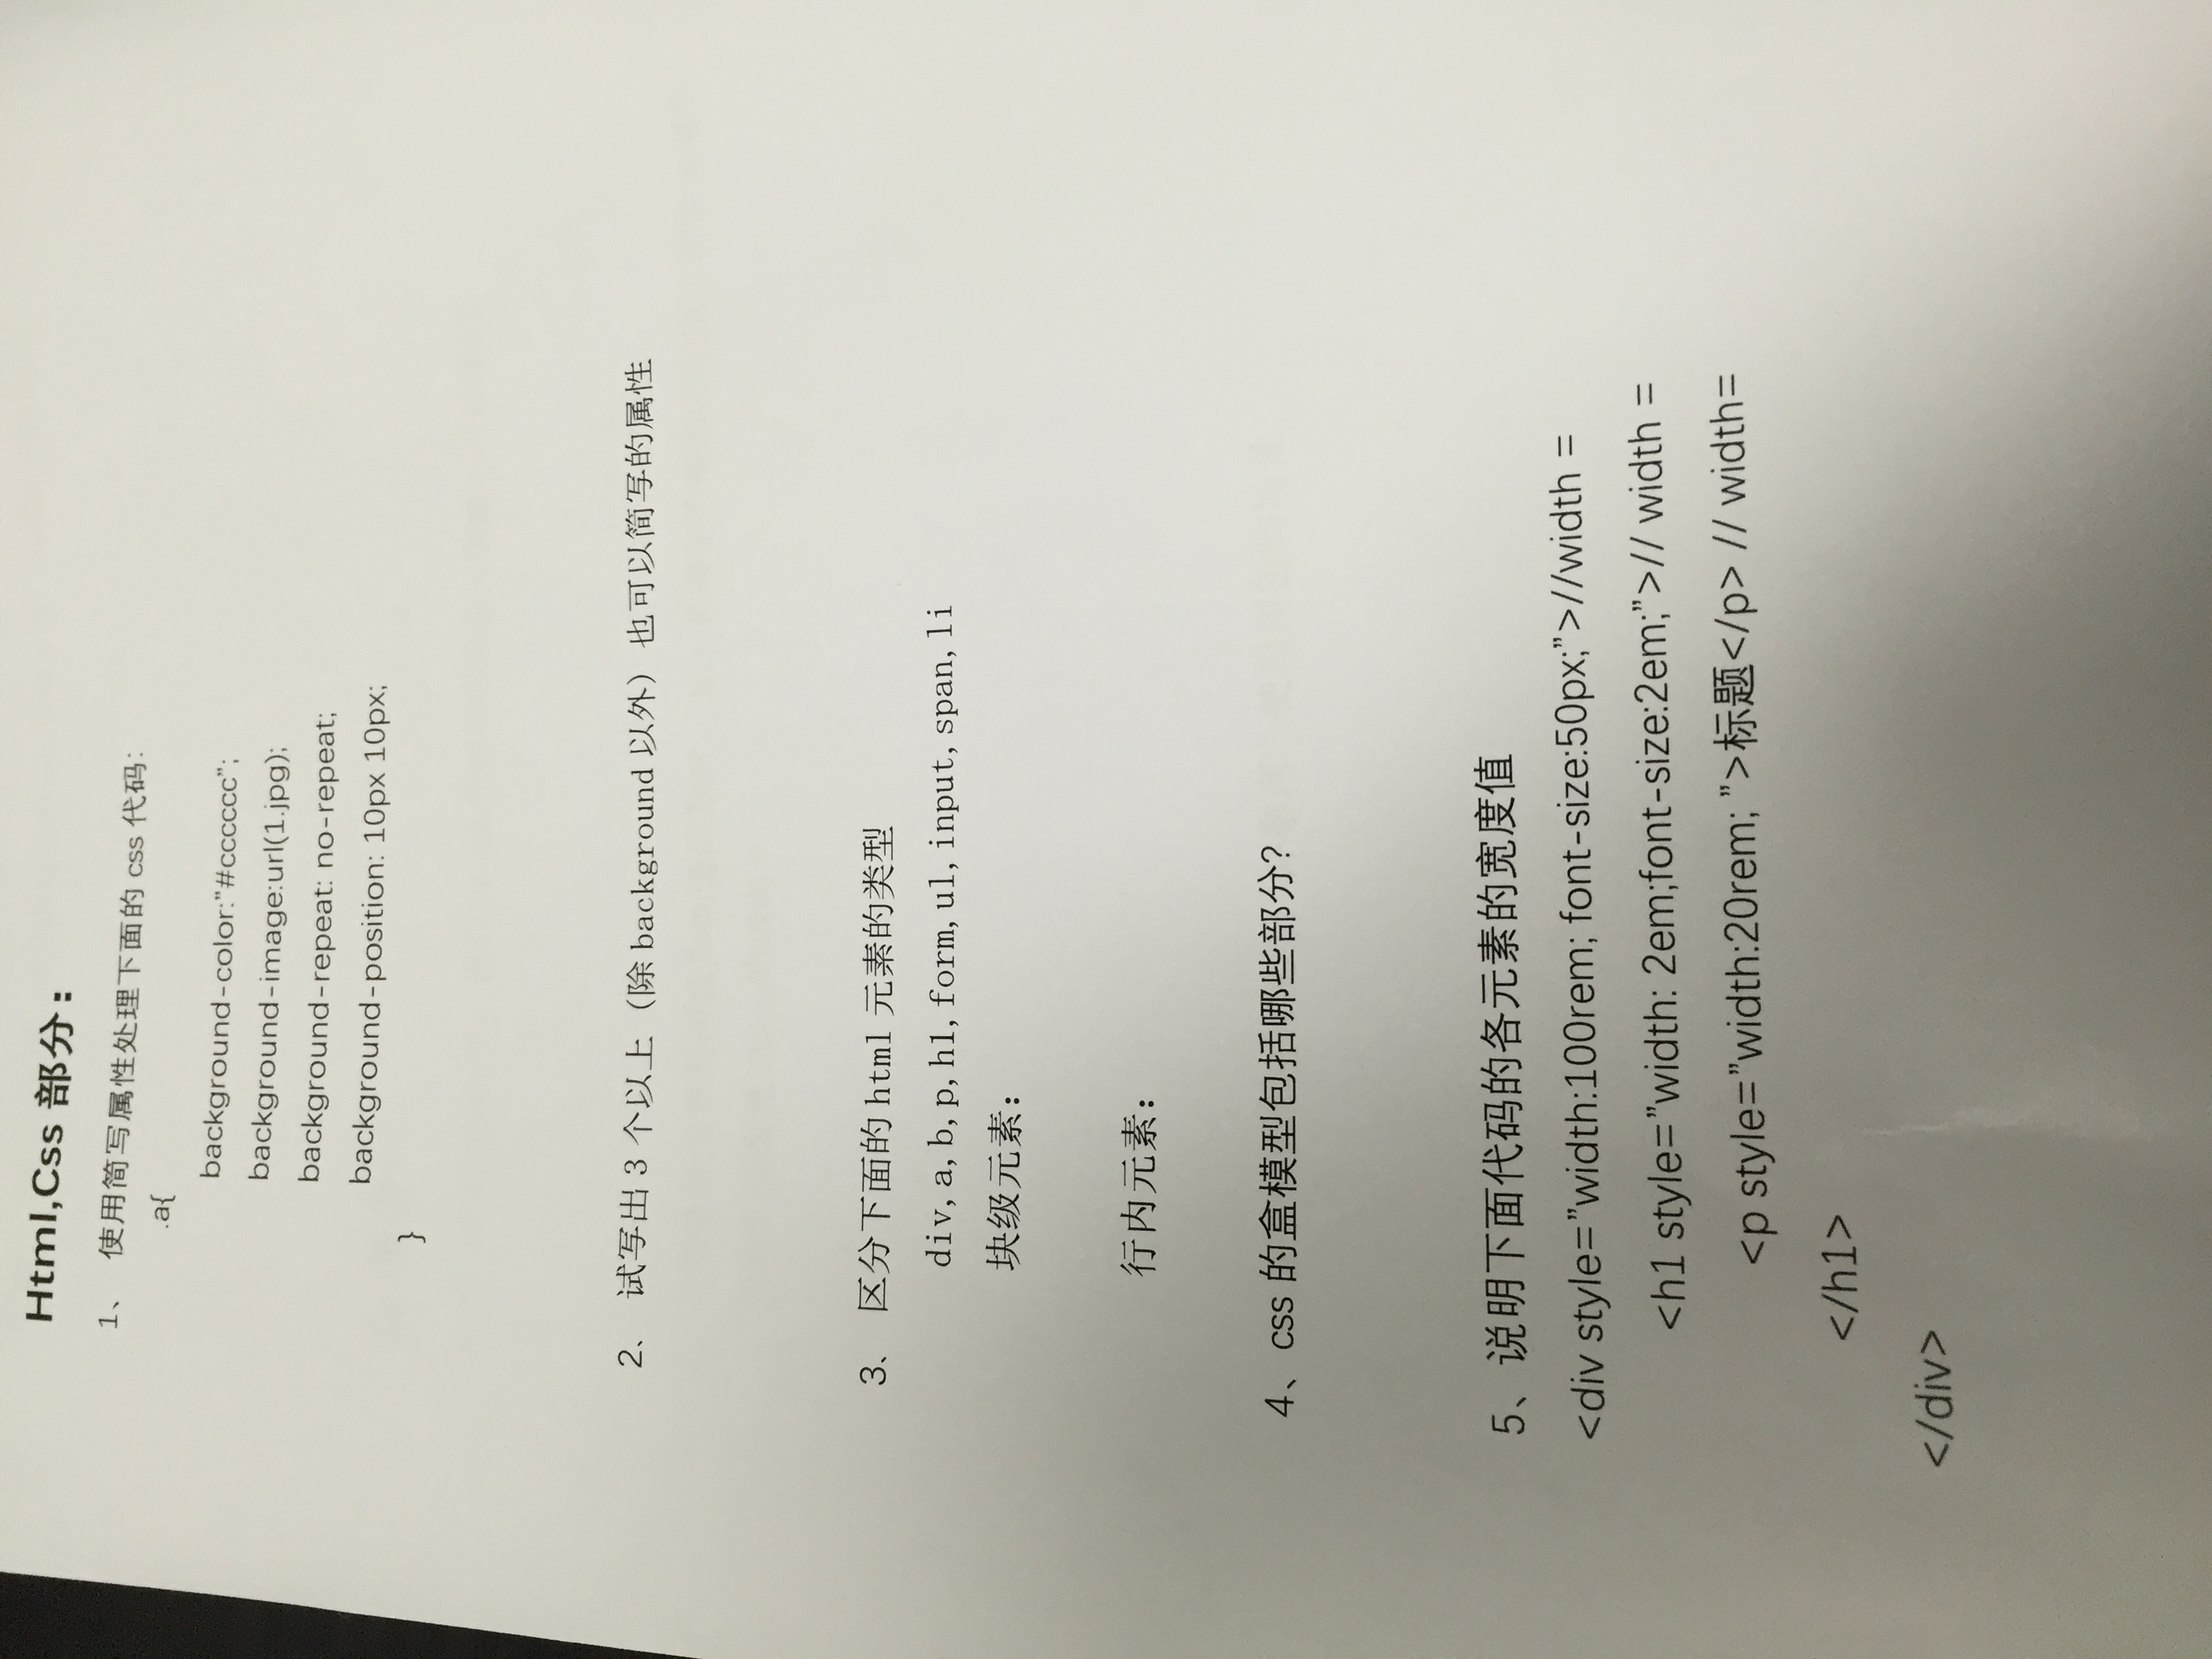 Html,Css 部分：
1、 使用简写属性处理下面的 css 代码：
.a{
background-color:”#cccccc”;
background-image:url(1.jpg);
background-repeat: no-repeat;
background-position: 10px 10px;
}
2、 试写出 3 个以上（除 background 以外）也可以简写的属性
3、 区分下面的 html 元素的类型
div, a, b, p, h1, form, ul, input, span, li
块级元素：
行内元素：
4、css 的盒模型包括哪些部分？
5、说明下面代码的各元素的宽度值
<div style=”width:100rem; font-size:50px;”>//width =
<h1 style=”width: 2em;font-size:2em;”>// width =
<p style=”width:20rem; ”>标题</p> // width=
</h1>
</div>